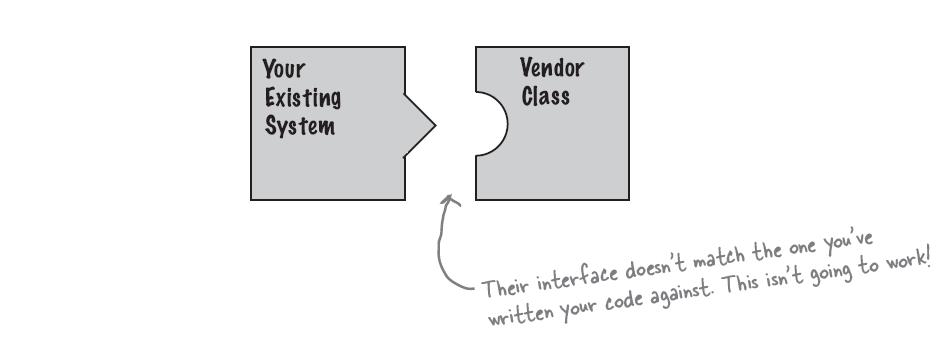 Your
Existing
System
Vendor
Class
Their interface doesn't match the one you've
written your code against. This isn't going to work!